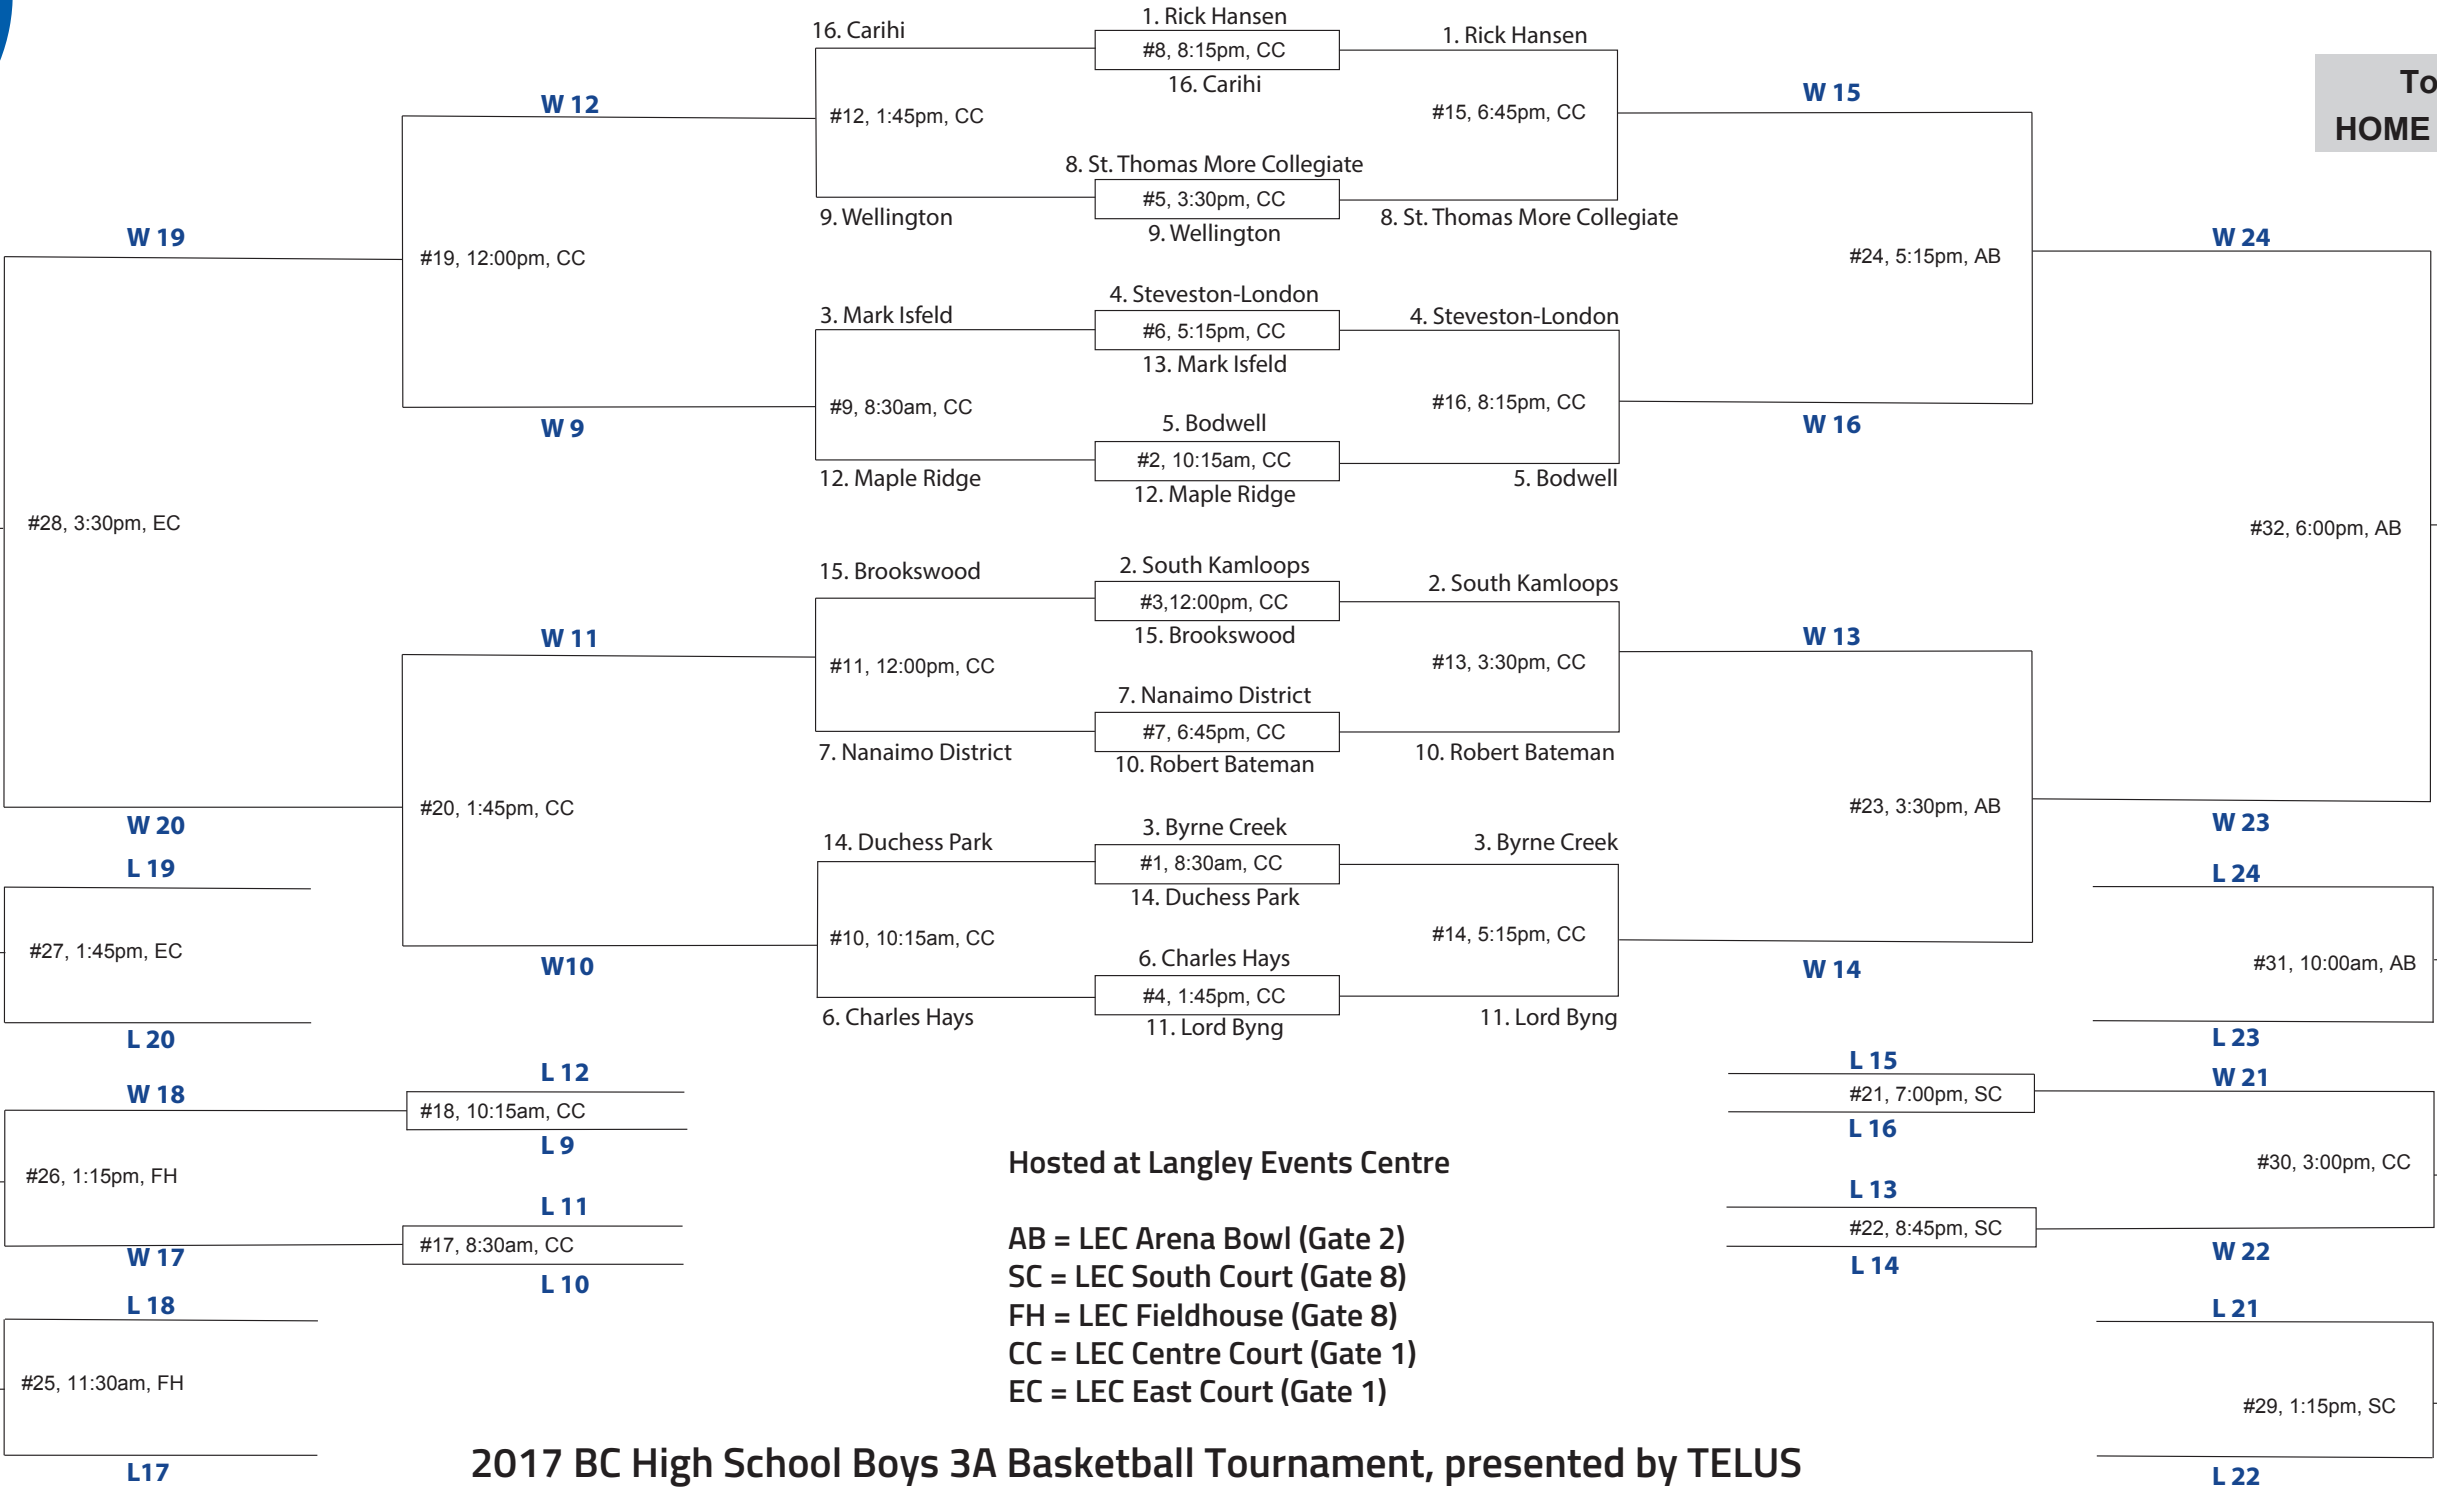 1. Rick Hansen
16. Carihi
#8, 8:15pm, CC
1. Rick Hansen
16. Carihi
To
HOME
W 12
#12, 1:45pm, CC
#15, 6:45pm, CC
W 15
8. St. Thomas More Collegiate
#5, 3:30pm, CC
9. Wellington
9. Wellington
8. St. Thomas More Collegiate
W 19
#19, 12:00pm, CC
#24, 5:15pm, AB
W 24
4. Steveston-London
3. Mark Isfeld
#6, 5:15pm, CC
4. Steveston-London
13. Mark Isfeld
#9, 8:30am, CC
#16, 8:15pm, CC
W 9
5. Bodwell
W 16
#2, 10:15am, CC
12. Maple Ridge
12. Maple Ridge
5. Bodwell
#28, 3:30pm, EC
#32, 6:00pm, AB
2. South Kamloops
15. Brookswood
#3,12:00pm, CC
2. South Kamloops
15. Brookswood
W 11
#11, 12:00pm, CC
#13, 3:30pm, CC
W 13
7. Nanaimo District
#7, 6:45pm, CC
7. Nanaimo District
10. Robert Bateman
10. Robert Bateman
W 20
#20, 1:45pm, CC
#23, 3:30pm, AB
W 23
3. Byrne Creek
14. Duchess Park
#1, 8:30am, CC
3. Byrne Creek
14. Duchess Park
L 19
L 24
#27, 1:45pm, EC
#10, 10:15am, CC
#14, 5:15pm, CC
#31, 10:00am, AB
W10
6. Charles Hays
W 14
#4, 1:45pm, CC
6. Charles Hays
11. Lord Byng
11. Lord Byng
L 20
L 23
L 12
L 15
W 18
#18, 10:15am, CC
#21, 7:00pm, SC
W 21
L 9
L 16
#26, 1:15pm, FH
#30, 3:00pm, CC
L 11
L 13
#17, 8:30am, CC
#22, 8:45pm, SC
W 17
W 22
L 10
L 14
Hosted at Langley Events Centre
AB = LEC Arena Bowl (Gate 2)
SC = LEC South Court (Gate 8)
FH = LEC Fieldhouse (Gate 8)
CC = LEC Centre Court (Gate 1)
EC = LEC East Court (Gate 1)
L 18
L 21
#25, 11:30am, FH
#29, 1:15pm, SC
L17
L 22
2017 BC High School Boys 3A Basketball Tournament, presented by TELUS